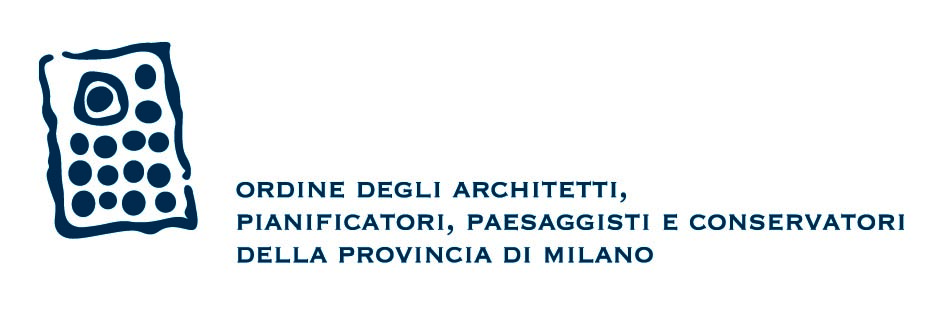 ORDINE DEGLI ARCHITETTI,
PIANIFICATORI, PAESAGGISTI E CONSERVATORI
DELLA PROVINCIA DI MILANO